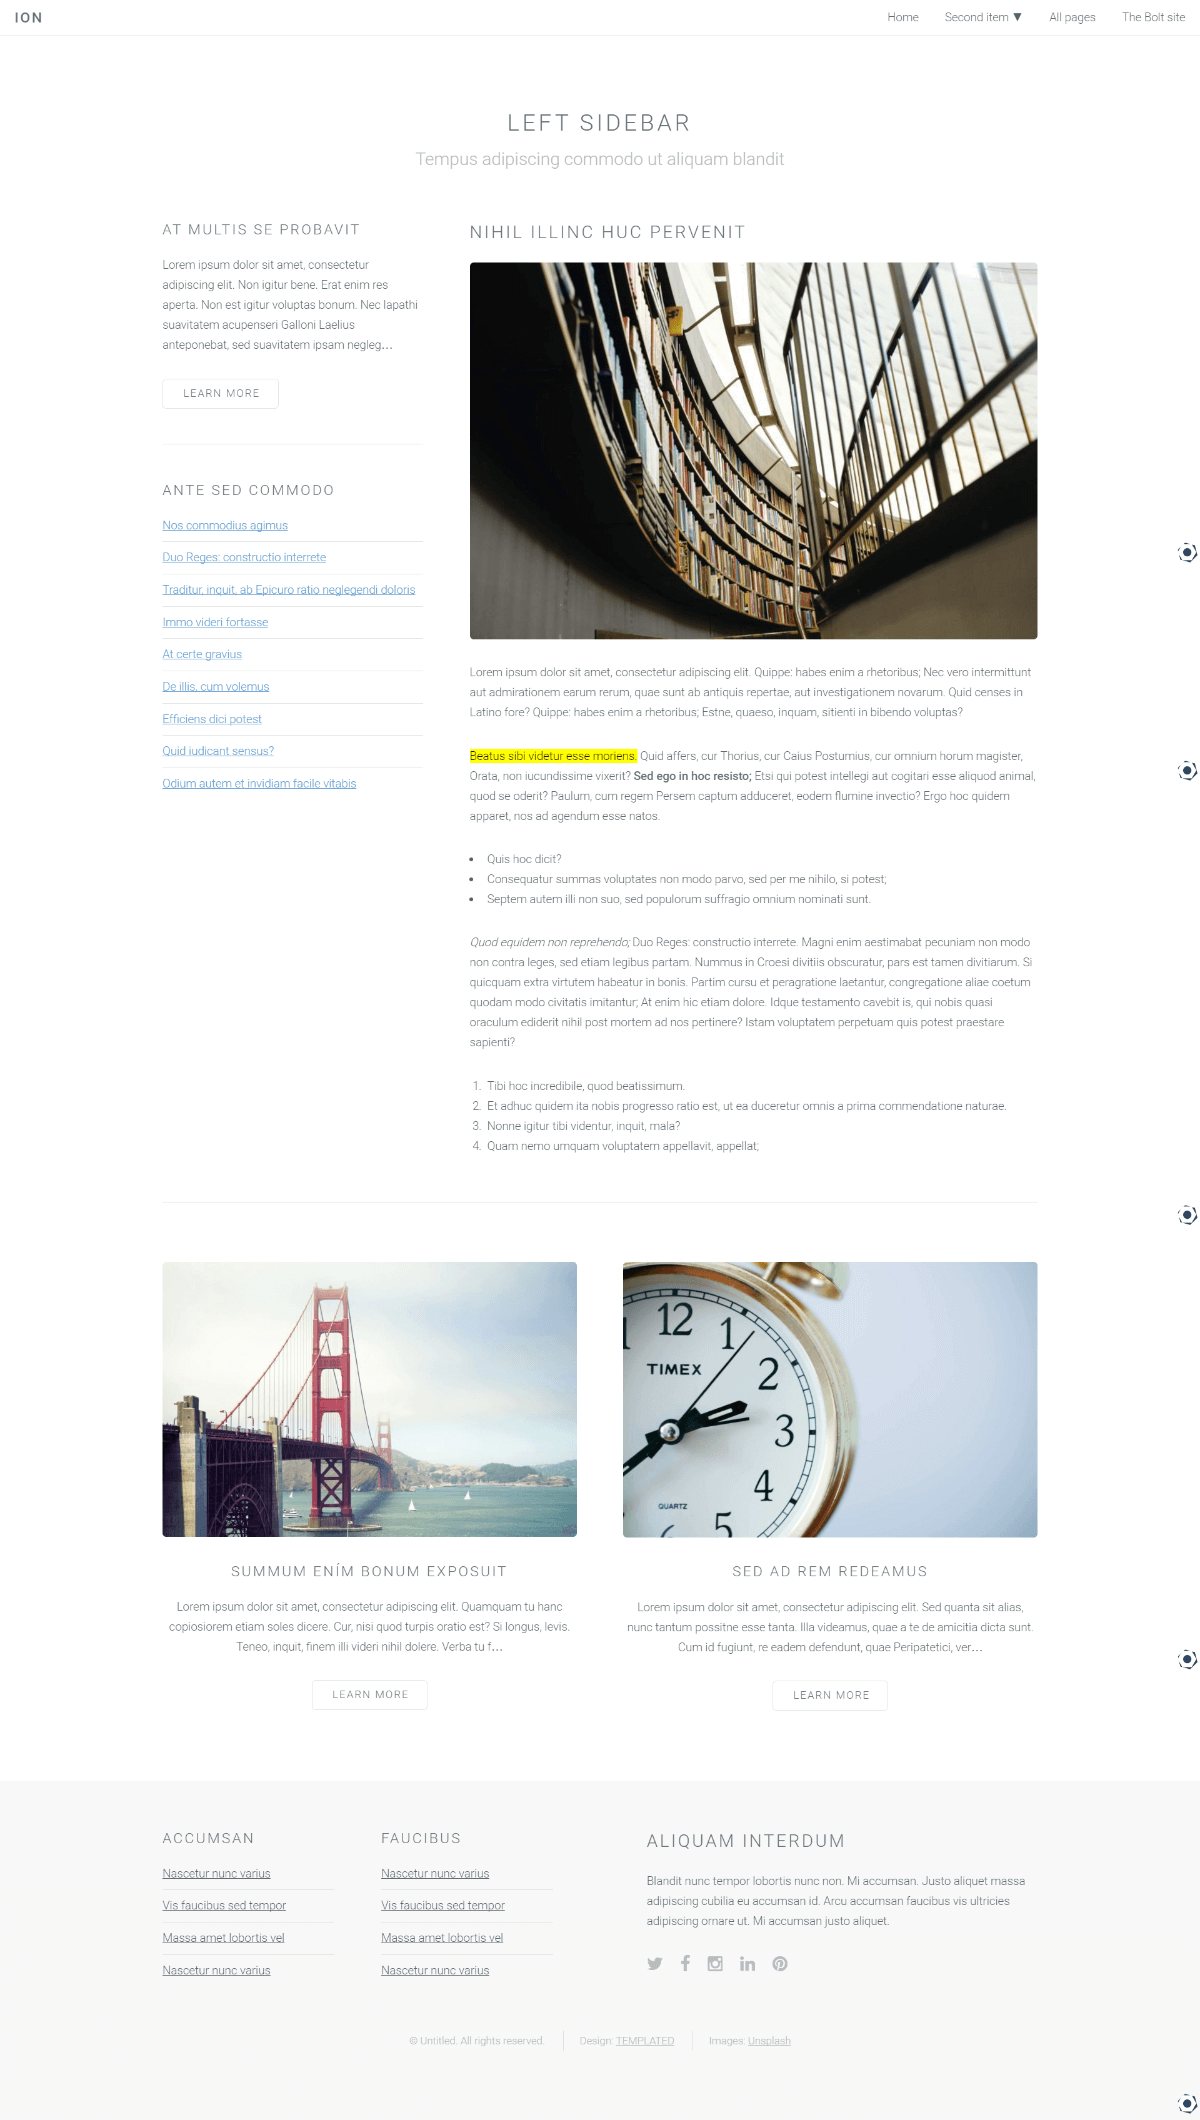 ION
Home
Second item ▼
All pages
The Bolt site
LEFT SIDEBAR
Tempus adipiscing commodo ut aliquam blandit
AT MULTIS SE PROBAVIT
Lorem ipsum dolor sit amet, consectetur
adipiscing elit. Non igitur bene. Erat enim res
aperta. Non est igitur voluptas bonum. Nec lapathi
suavitatem acupenseri Galloni Laelius
anteponebat, sed suavitatem ipsam negleg…
LEARN MORE
ANTE SED COMMODO
Nos commodius agimus
Duo Reges: constructio interrete
Traditur, inquit, ab Epicuro ratio neglegendi doloris
Immo videri fortasse
At certe gravius
De illis, cum volemus
Efficiens dici potest
Quid iudicant sensus?
Odium autem et invidiam facile vitabis
NIHIL ILLINC HUC PERVENIT
Lorem ipsum dolor sit amet, consectetur adipiscing elit. Quippe: habes enim a rhetoribus; Nec vero intermittunt
aut admirationem earum rerum, quae sunt ab antiquis repertae, aut investigationem novarum. Quid censes in
Latino fore? Quippe: habes enim a rhetoribus; Estne, quaeso, inquam, sitienti in bibendo voluptas?
Beatus sibi videtur esse moriens. Quid affers, cur Thorius, cur Caius Postumius, cur omnium horum magister,
Orata, non iucundissime vixerit? Sed ego in hoc resisto; Etsi qui potest intellegi aut cogitari esse aliquod animal,
quod se oderit? Paulum, cum regem Persem captum adduceret, eodem flumine invectio? Ergo hoc quidem
apparet, nos ad agendum esse natos.
• Quis hoc dicit?
• Consequatur summas voluptates non modo parvo, sed per me nihilo, si potest;
• Septem autem illi non suo, sed populorum suffragio omnium nominati sunt.
Quod equidem non reprehendo; Duo Reges: constructio interrete. Magni enim aestimabat pecuniam non modo
non contra leges, sed etiam legibus partam. Nummus in Croesi divitiis obscuratur, pars est tamen divitiarum. Si
quicquam extra virtutem habeatur in bonis. Partim cursu et peragratione laetantur, congregatione aliae coetum
quodam modo civitatis imitantur; At enim hic etiam dolore. Idque testamento cavebit is, qui nobis quasi
oraculum ediderit nihil post mortem ad nos pertinere? Istam voluptatem perpetuam quis potest praestare
sapienti?
1. Tibi hoc incredibile, quod beatissimum.
2. Et adhuc quidem ita nobis progresso ratio est, ut ea duceretur omnis a prima commendatione naturae.
3. Nonne igitur tibi videntur, inquit, mala?
4. Quam nemo umquam voluptatem appellavit, appellat;
12
TIMEX
2
3
4
QUARTZ
5
6
SUMMUM ENÍM BONUM EXPOSUIT
Lorem ipsum dolor sit amet, consectetur adipiscing elit. Quamquam tu hanc
copiosiorem etiam soles dicere. Cur, nisi quod turpis oratio est? Si longus, levis.
Teneo, inquit, finem illi videri nihil dolere. Verba tu f…
LEARN MORE
SED AD REM REDEAMUS
Lorem ipsum dolor sit amet, consectetur adipiscing elit. Sed quanta sit alias,
nunc tantum possitne esse tanta. Illa videamus, quae a te de amicitia dicta sunt.
Cum id fugiunt, re eadem defendunt, quae Peripatetici, ver…
LEARN MORE
ACCUMSAN
Nascetur nunc varius
Vis faucibus sed tempor
Massa amet lobortis vel
Nascetur nunc varius
FAUCIBUS
Nascetur nunc varius
Vis faucibus sed tempor
Massa amet lobortis vel
Nascetur nunc varius
ALIQUAM INTERDUM
Blandit nunc tempor lobortis nunc non. Mi accumsan. Justo aliquet massa
adipiscing cubilia eu accumsan id. Arcu accumsan faucibus vis ultricies
adipiscing ornare ut. Mi accumsan justo aliquet.
© Untitled. All rights reserved.
Design: TEMPLATED
Images: Unsplash